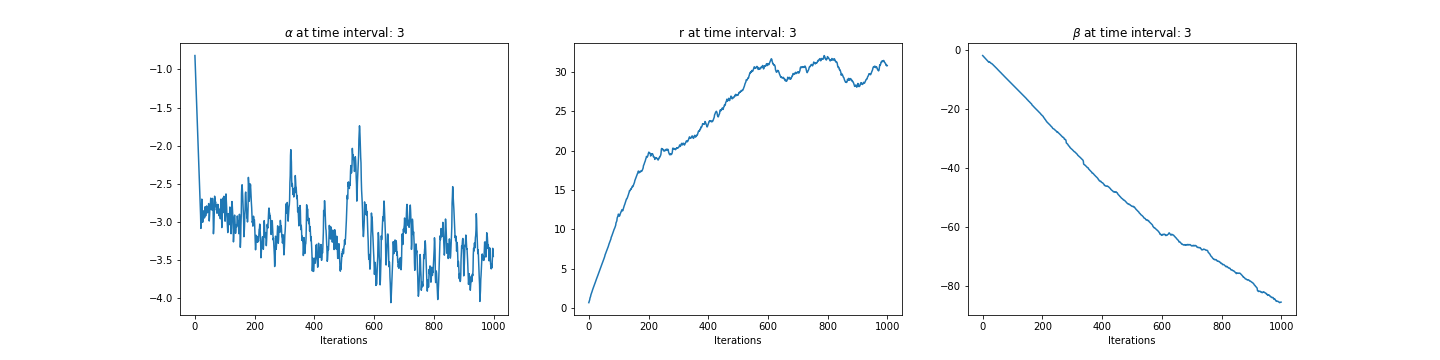 α at time interval: 3
−1.0
−1.5
−2.0
−2.5
−3.0
−3.5
−4.0
0 200 400 600 800 1000
Iterations
r at time interval: 3
30
25
20
15
10
5
0
0 200 400 600 800 1000
Iterations
β at time interval: 3
0
−20
−40
−60
−80
0 200 400 600 800 1000
Iterations